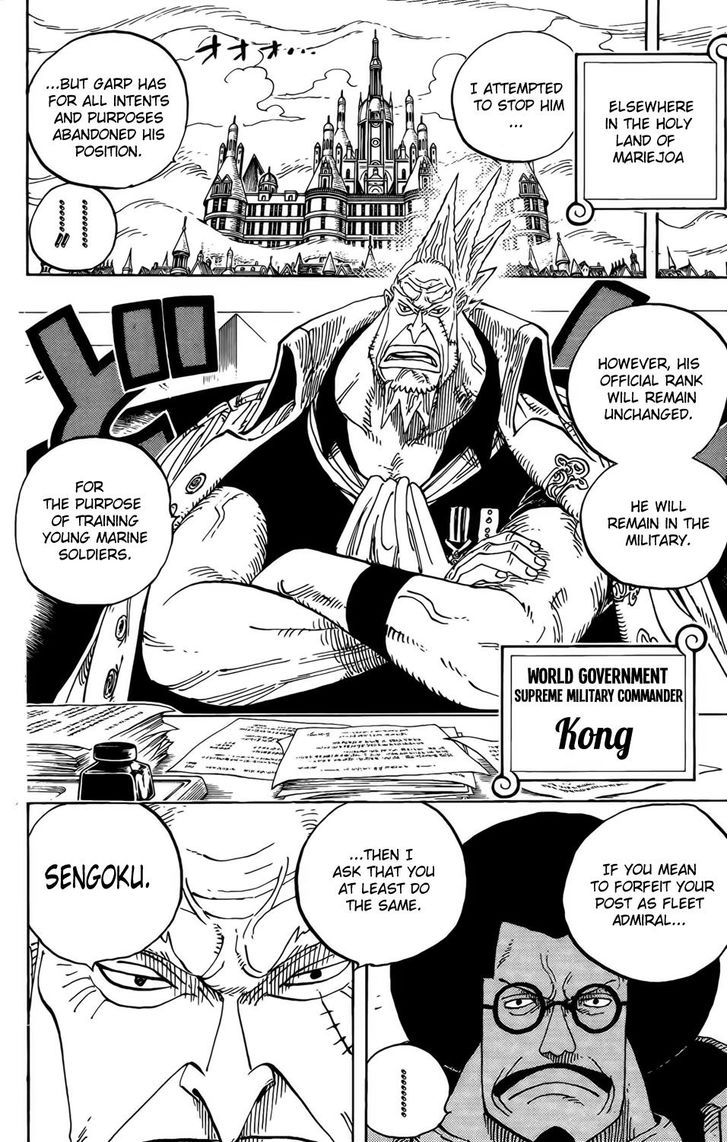 ELSEWHERE
IN THE HOLY
LAND OF
MARIEJOA
I ATTEMPTED
TO STOP HIM
...
オオオ...
...BUT GARP HAS
FOR ALL INTENTS
AND PURPOSES
ABANDONED HIS
POSITION.
HOWEVER, HIS
OFFICIAL RANK
WILL REMAIN
UNCHANGED.
HE WILL
REMAIN IN THE
MILITARY.
FOR
THE PURPOSE
OF TRAINING
YOUNG MARINE
SOLDIERS.
WORLD GOVERNMENT
SUPREME MILITARY COMMANDER
Kong
IF YOU MEAN
TO FORFEIT YOUR
POST AS FLEET
ADMIRAL...
...THEN I
ASK THAT YOU
AT LEAST DO
THE SAME.
SENGOKU.